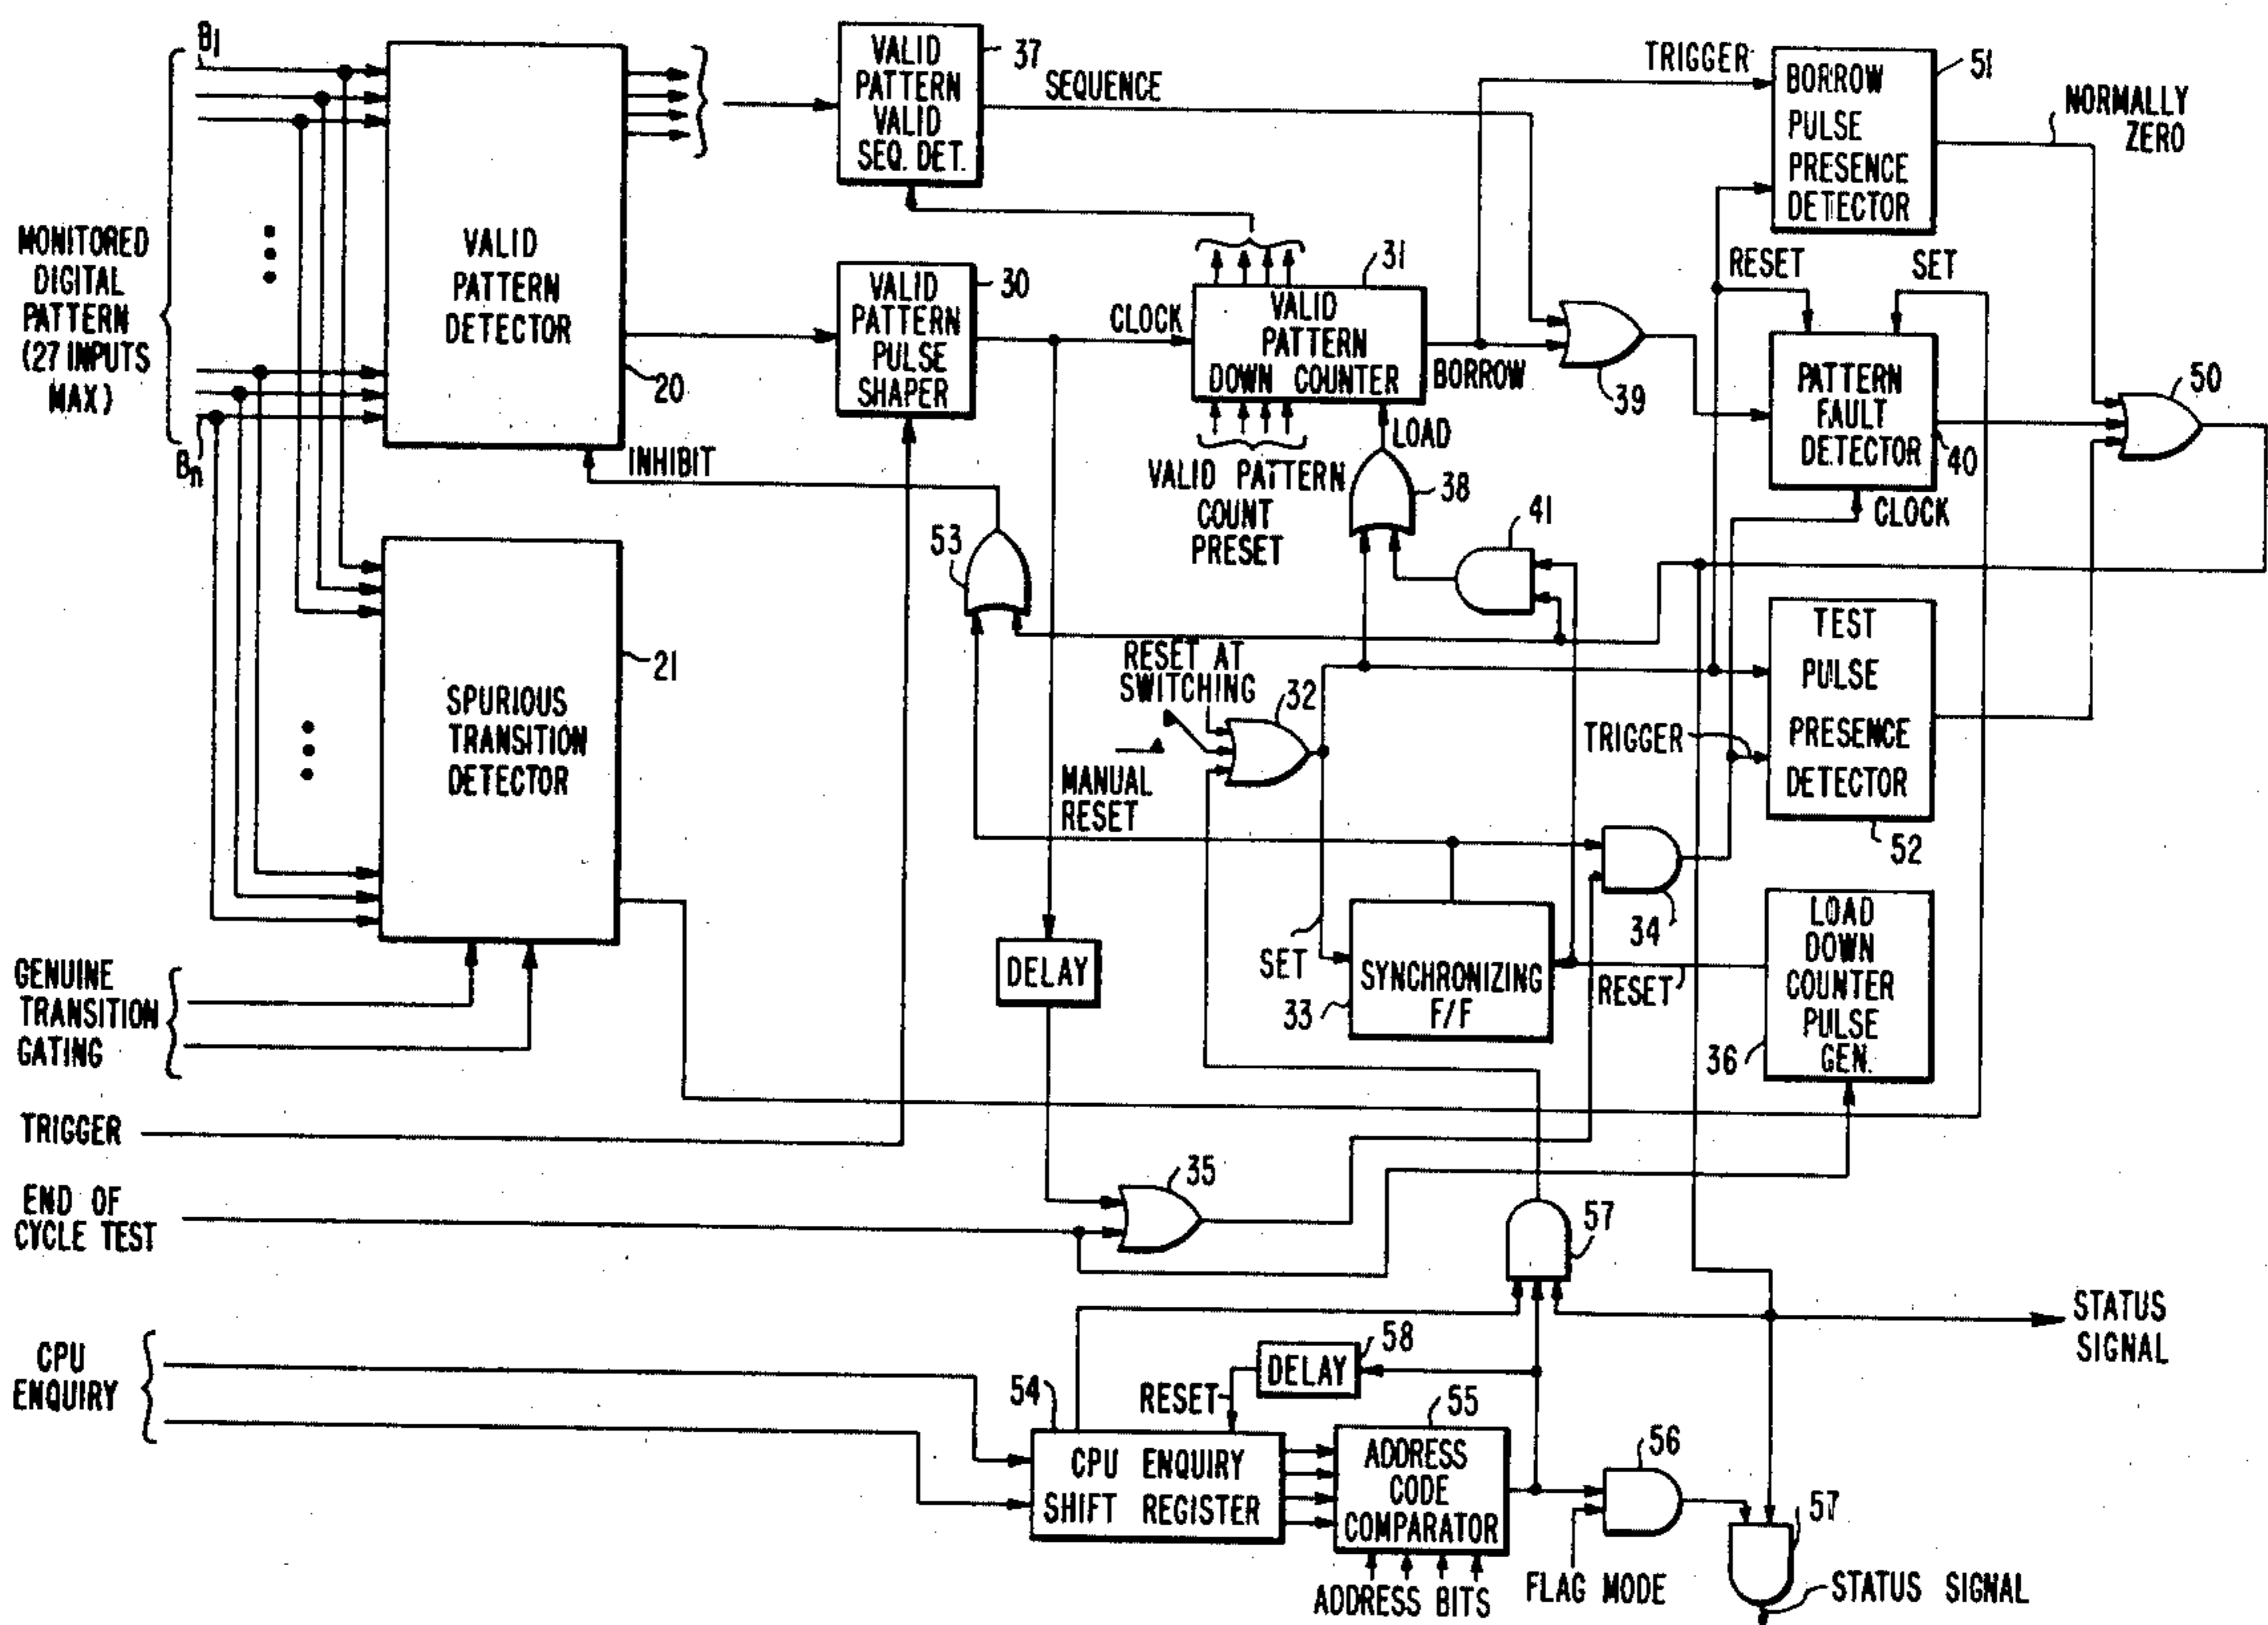 B1
MONITORED
DIGITAL
PATTERN
(27 INPUTS
MAX)
Bn
VALID
PATTERN
DETECTOR
20
INHIBIT
SPURIOUS
TRANSITION
DETECTOR
21
GENUINE
TRANSITION
GATING
TRIGGER
END OF
CYCLE TEST
CPU
ENQUIRY
VALID
PATTERN
VALID
SEQ. DET.
37
SEQUENCE
VALID
PATTERN
PULSE
SHAPER
30
CLOCK
VALID
PATTERN
DOWN COUNTER
31
BORROW
LOAD
VALID PATTERN
COUNT
PRESET
38
41
39
53
TRIGGER
BORROW
PULSE
PRESENCE
DETECTOR
51
NORMALLY
ZERO
RESET
SET
PATTERN
FAULT
DETECTOR
40
CLOCK
50
RESET AT
SWITCHING
32
MANUAL
RESET
TEST
PULSE
PRESENCE
DETECTOR
TRIGGER
52
34
DELAY
SET
SYNCHRONIZING
F/F
33
RESET
LOAD
DOWN
COUNTER
PULSE
GEN.
36
35
57
STATUS
SIGNAL
DELAY
58
RESET
54
CPU ENQUIRY
SHIFT REGISTER
55
ADDRESS
CODE
COMPARATOR
ADDRESS BITS
56
FLAG MODE
57
STATUS SIGNAL